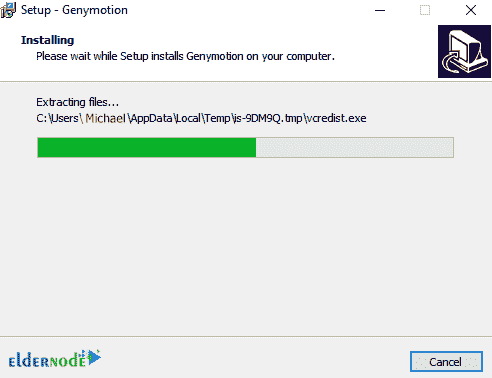 Setup - Genymotion
Installing
Please wait while Setup installs Genymotion on your computer.
Extracting files...
C:\Users\ Michael\AppData\Local\Temp\is-9DM9Q.tmp\vcredist.exe
eldernode
Cancel